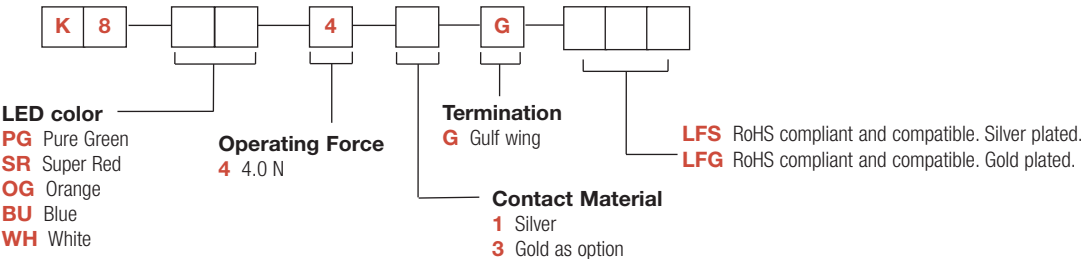 K 8 4 G
LED color
PG Pure Green
SR Super Red
OG Orange
BU Blue
WH White
Operating Force
4 4.0 N
Termination
G Gulf wing
Contact Material
1 Silver
3 Gold as option
LFS RoHS compliant and compatible. Silver plated.
LFG RoHS compliant and compatible. Gold plated.